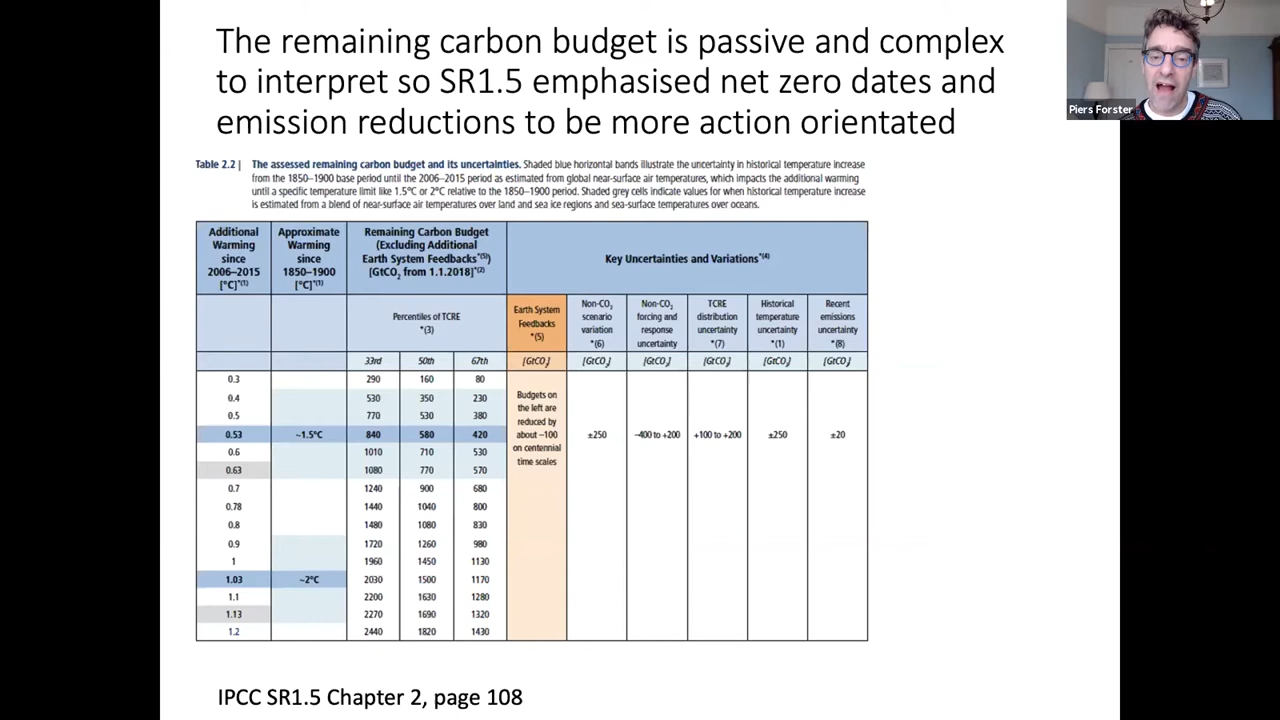 The remaining carbon budget is passive and complex
to interpret so SR1.5 emphasised net zero dates and
emission reductions to be more action orientated
Piers Forster
Table 2.2 | The assessed remaining carbon budget and its uncertainties. Shaded blue horizontal bands illustrate the uncertainty in historical temperature increase
from the 1850–1900 base period until the 2006–2015 period as estimated from global near-surface air temperatures, which impacts the additional warming
until a specific temperature limit like 1.5°C or 2°C relative to the 1850–1900 period. Shaded grey cells indicate values for when historical temperature increase
is estimated from a blend of near-surface air temperatures over land and sea ice regions and sea-surface temperatures over oceans.
Additional Warming since 2006–2015 [°C]*(1)
Approximate Warming since 1850–1900 [°C]*(1)
Remaining Carbon Budget (Excluding Additional Earth System Feedbacks*(5)) [GtCO2 from 1.1.2018]*(2)
Key Uncertainties and Variations*(4)
Percentiles of TCRE *(3)
Earth System Feedbacks *(5)
Non-CO2 scenario variation *(6)
Non-CO2 forcing and response uncertainty
TCRE distribution uncertainty *(7)
Historical temperature uncertainty *(1)
Recent emissions uncertainty *(8)
33rd 50th 67th [GtCO2] [GtCO2] [GtCO2] [GtCO2] [GtCO2] [GtCO2]
0.3 290 160 80
0.4 530 350 230
0.5 770 530 380
0.53 ~1.5°C 840 580 420
Budgets on
the left are
reduced by
about –100
on centennial
time scales
±250 –400 to +200 +100 to +200 ±250 ±20
0.6 1010 710 530
0.63 1080 770 570
0.7 1240 900 680
0.78 1440 1040 800
0.8 1480 1080 830
0.9 1720 1260 980
1 1960 1450 1130
1.03 ~2°C 2030 1500 1170
1.1 2200 1630 1280
1.13 2270 1690 1320
1.2 2440 1820 1430
IPCC SR1.5 Chapter 2, page 108